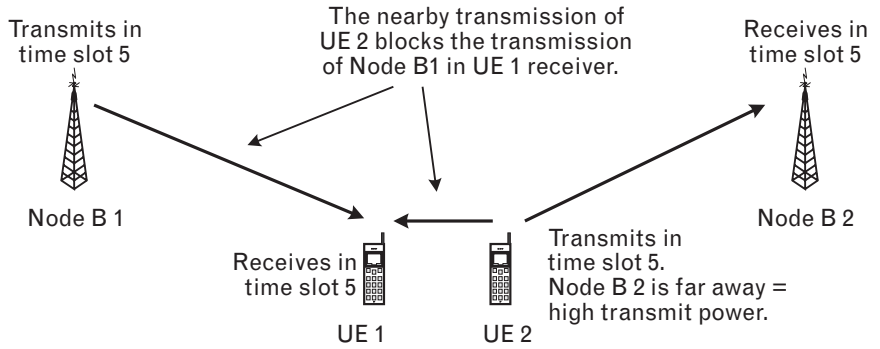 Transmits in
time slot 5
The nearby transmission of
UE 2 blocks the transmission
of Node B1 in UE 1 receiver.
Receives in
time slot 5
Node B 1
Node B 2
Receives in
time slot 5
Transmits in
time slot 5.
Node B 2 is far away =
high transmit power.
UE 1
UE 2